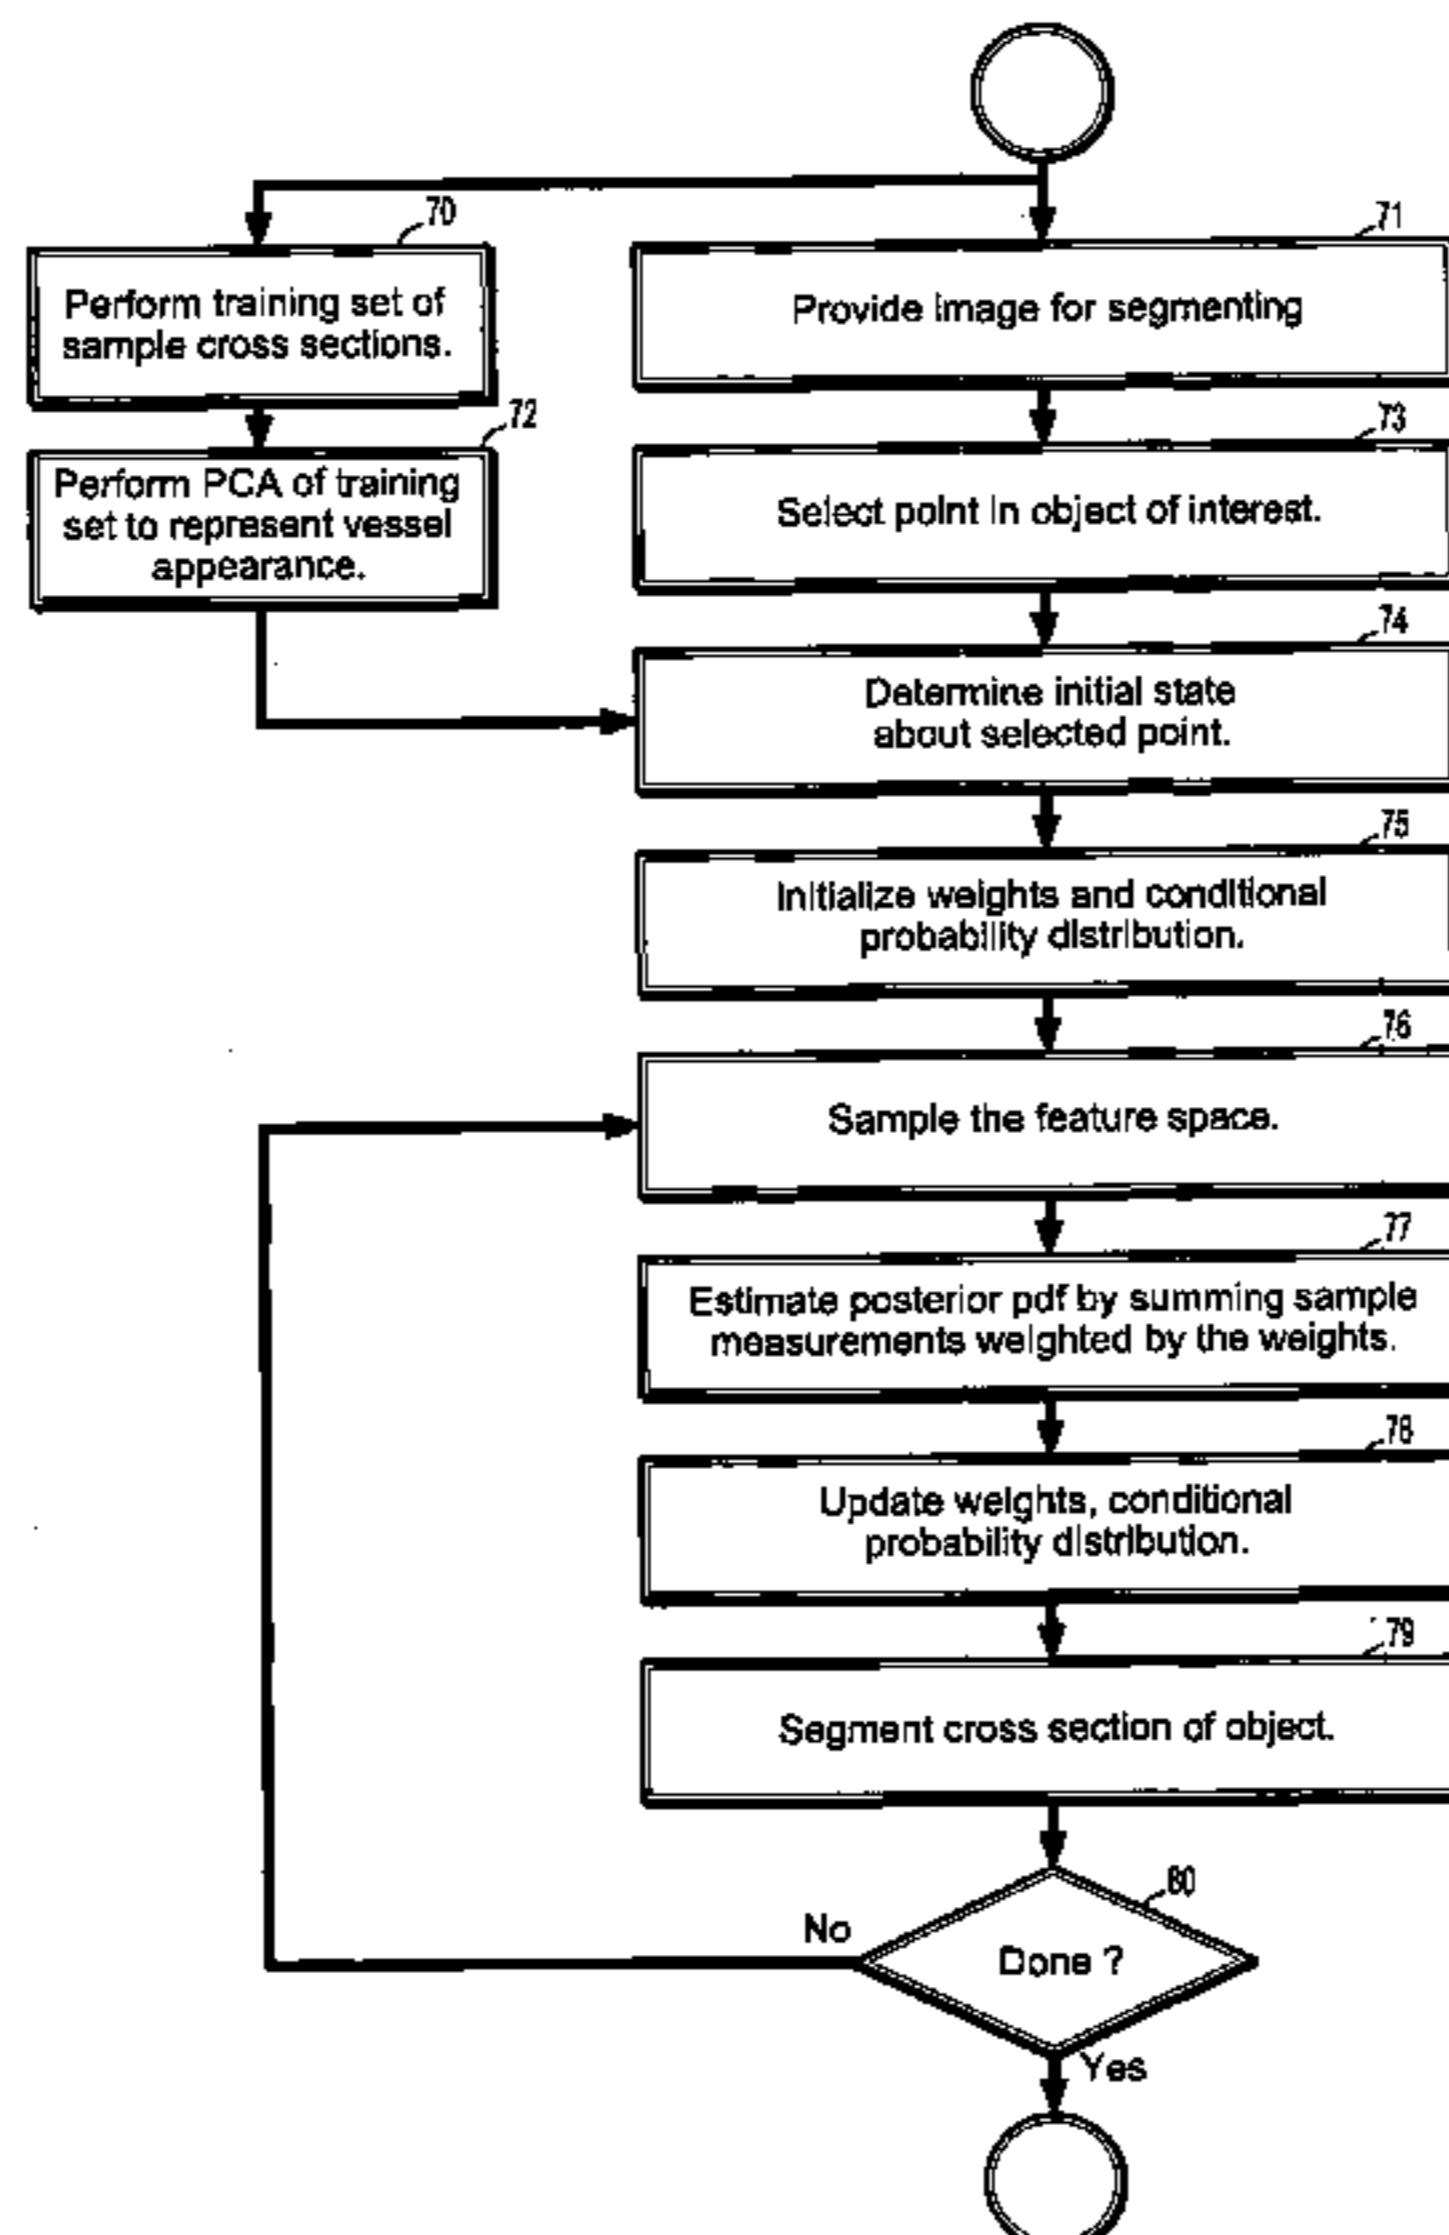 70
Perform training set of
sample cross sections.
71
Provide image for segmenting
72
Perform PCA of training
set to represent vessel
appearance.
73
Select point in object of interest.
74
Determine initial state
about selected point.
75
Initialize weights and conditional
probability distribution.
76
Sample the feature space.
77
Estimate posterior pdf by summing sample
measurements weighted by the weights.
78
Update weights, conditional
probability distribution.
79
Segment cross section of object.
80
No
Done ?
Yes